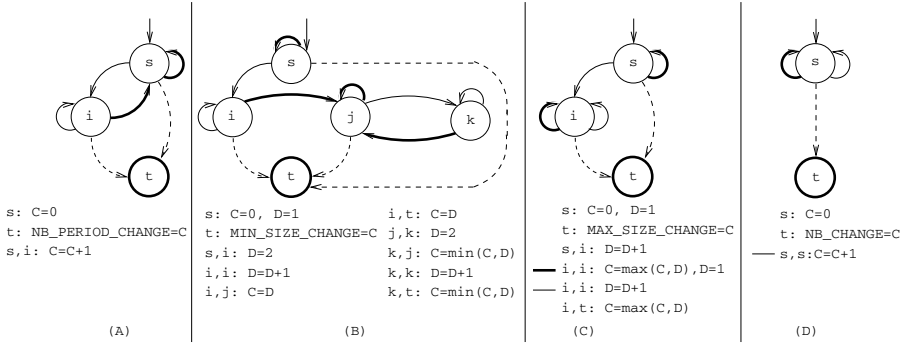 s
i
t
s: C=0
t: NB_PERIOD_CHANGE=C
s,i: C=C+1
(A)
s
i
j
k
t
s: C=0, D=1
t: MIN_SIZE_CHANGE=C
s,i: D=2
i,i: D=D+1
i,j: C=D
i,t: C=D
j,k: D=2
k,j: C=min(C,D)
k,k: D=D+1
k,t: C=min(C,D)
(B)
s
i
t
s: C=0, D=1
t: MAX_SIZE_CHANGE=C
s,i: D=D+1
i,i: C=max(C,D),D=1
i,i: D=D+1
i,t: C=max(C,D)
(C)
s
t
s: C=0
t: NB_CHANGE=C
s,s:C=C+1
(D)